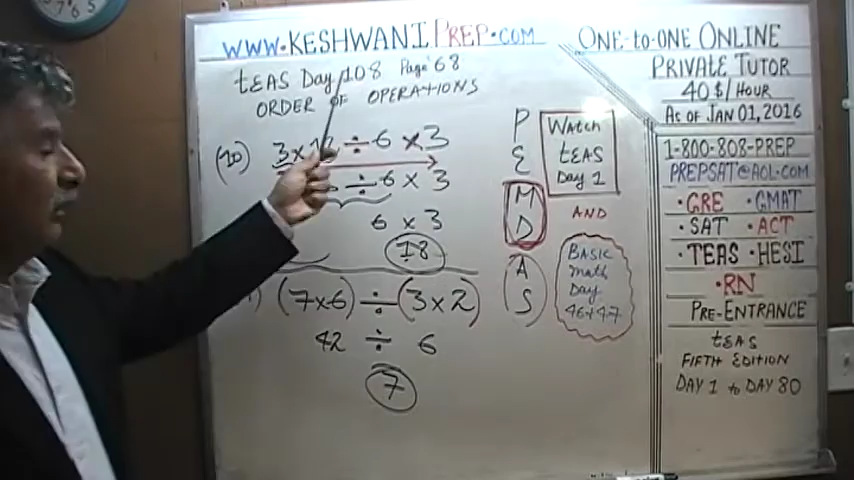 WWW.KESHWANIPREP.COM
tEAS Day 108 Page 68
ORDER OF OPERATIONS
(10) 3 × 12 ÷ 6 × 3
÷ 6 × 3
6 × 3
18
(7×6) ÷ (3×2)
42 ÷ 6
7
P
E
M
D
A
S
WATCH
tEAS
Day 1
AND
BASIC
math
Day
46+47
ONE-to-ONE ONLINE
PRIVATE TUTOR
40 $/HOUR
AS OF JAN 01, 2016
1-800-808-PREP
PREPSAT@AOL.COM
•GRE •GMAT
•SAT •ACT
•TEAS •HESI
•RN
PRE-ENTRANCE
tEAS
FIFTH EDITION
DAY 1 to DAY 80